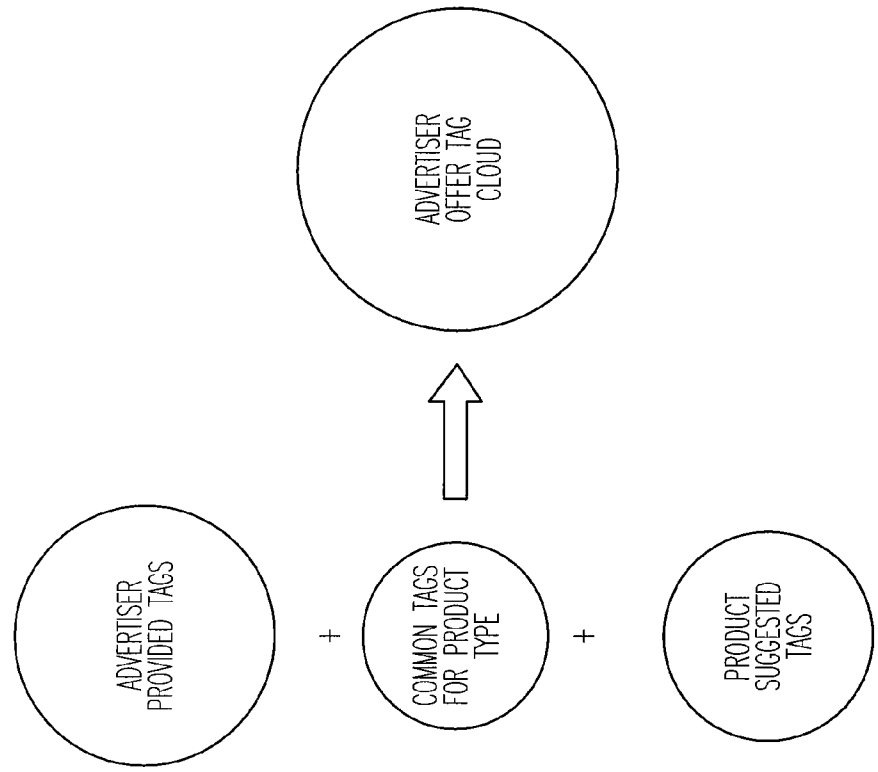 ADVERTISER
PROVIDED TAGS
+
COMMON TAGS
FOR PRODUCT
TYPE
+
PRODUCT
SUGGESTED
TAGS
ADVERTISER
OFFER TAG
CLOUD